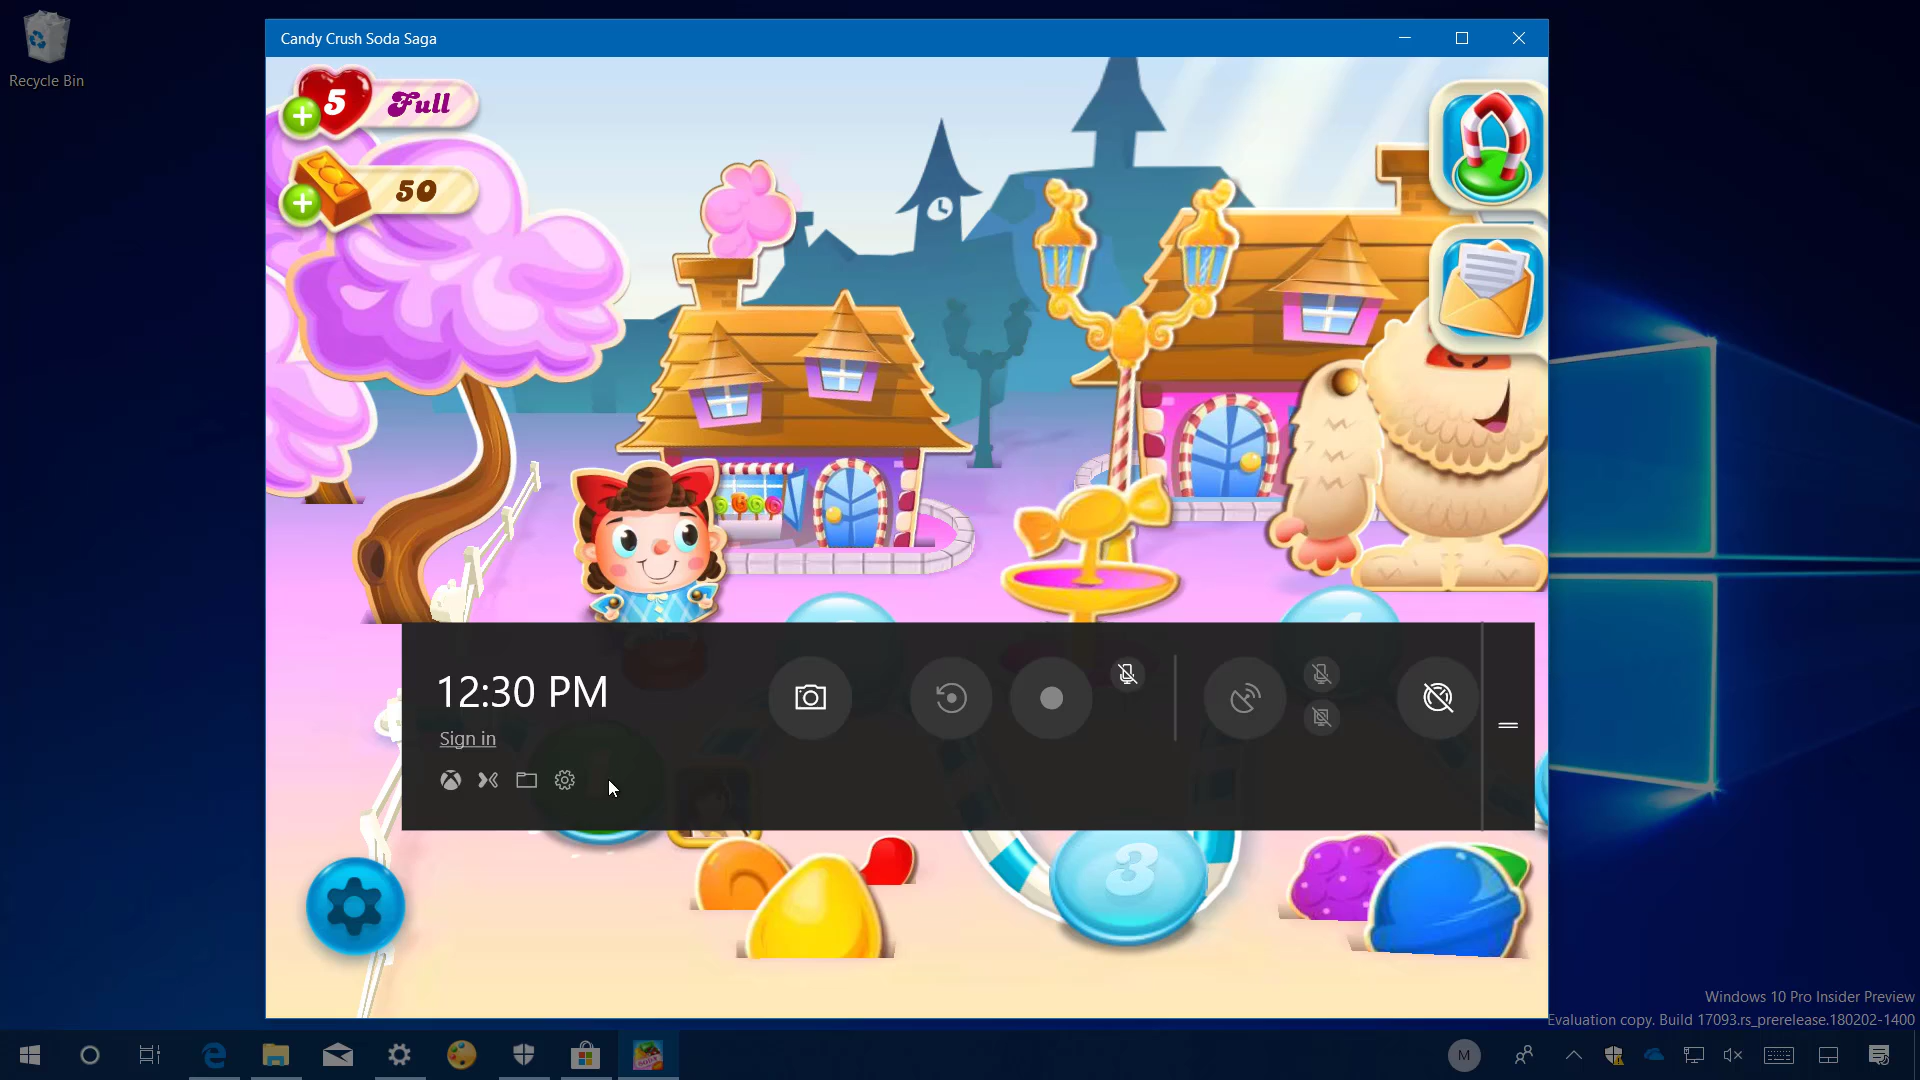 Recycle Bin
Candy Crush Soda Saga
5 Full
50
12:30 PM
Sign in
3
Windows 10 Pro Insider Preview
Evaluation copy. Build 17093.rs_prerelease.180202-1400
M
SODA